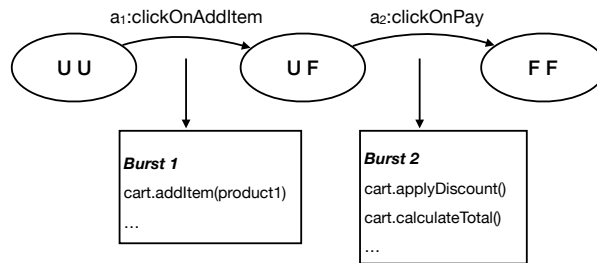 a₁:clickOnAddItem
a₂:clickOnPay
U U
U F
F F
Burst 1
cart.addItem(product1)
…
Burst 2
cart.applyDiscount()
cart.calculateTotal()
…